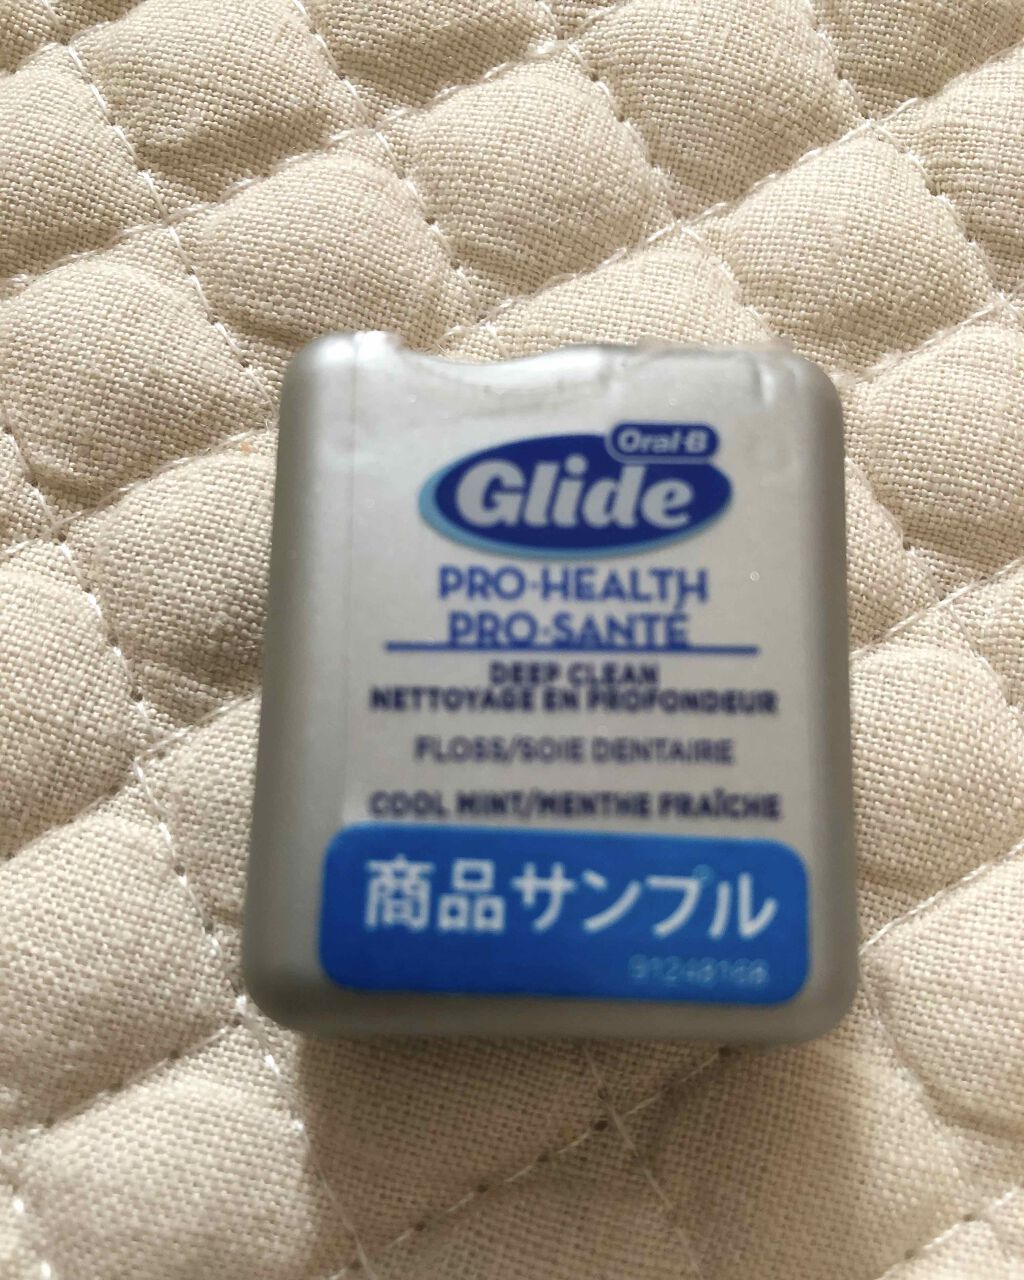 Oral-B
Glide
PRO-HEALTH
PRO-SANTÉ
DEEP CLEAN
NETTOYAGE EN PROFONDEUR
FLOSS/SOIE DENTAIRE
COOL MINT/MENTHE FRAÎCHE
商品サンプル
91248168